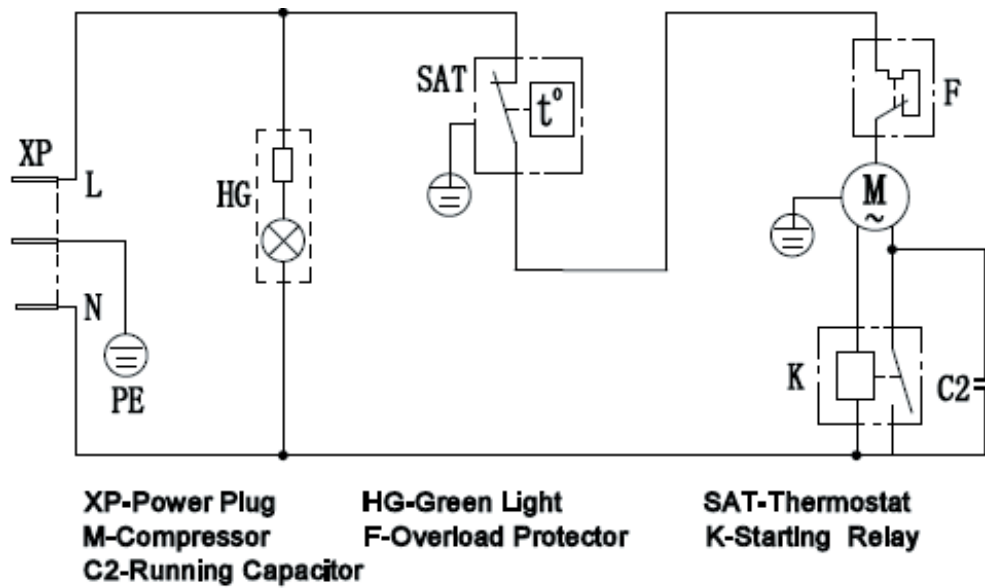 XP
L
N
PE
HG
SAT
t°
F
M
~
K
C2
XP-Power Plug HG-Green Light SAT-Thermostat
M-Compressor F-Overload Protector K-Starting Relay
C2-Running Capacitor